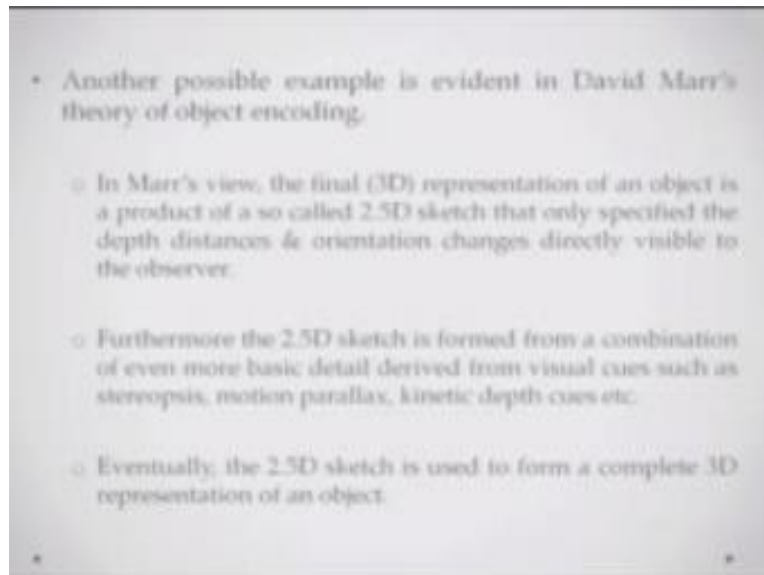 • Another possible example is evident in David Marr's
theory of object encoding.
o In Marr's view, the final (3D) representation of an object is
a product of a so called 2.5D sketch that only specified the
depth distances & orientation changes directly visible to
the observer.
o Furthermore the 2.5D sketch is formed from a combination
of even more basic detail derived from visual cues such as
stereopsis, motion parallax, kinetic depth cues etc.
o Eventually, the 2.5D sketch is used to form a complete 3D
representation of an object.